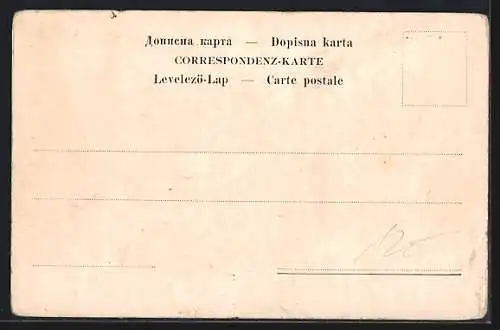 Дописна карта — Dopisna karta
CORRESPONDENZ-KARTE
Levelező-Lap — Carte postale